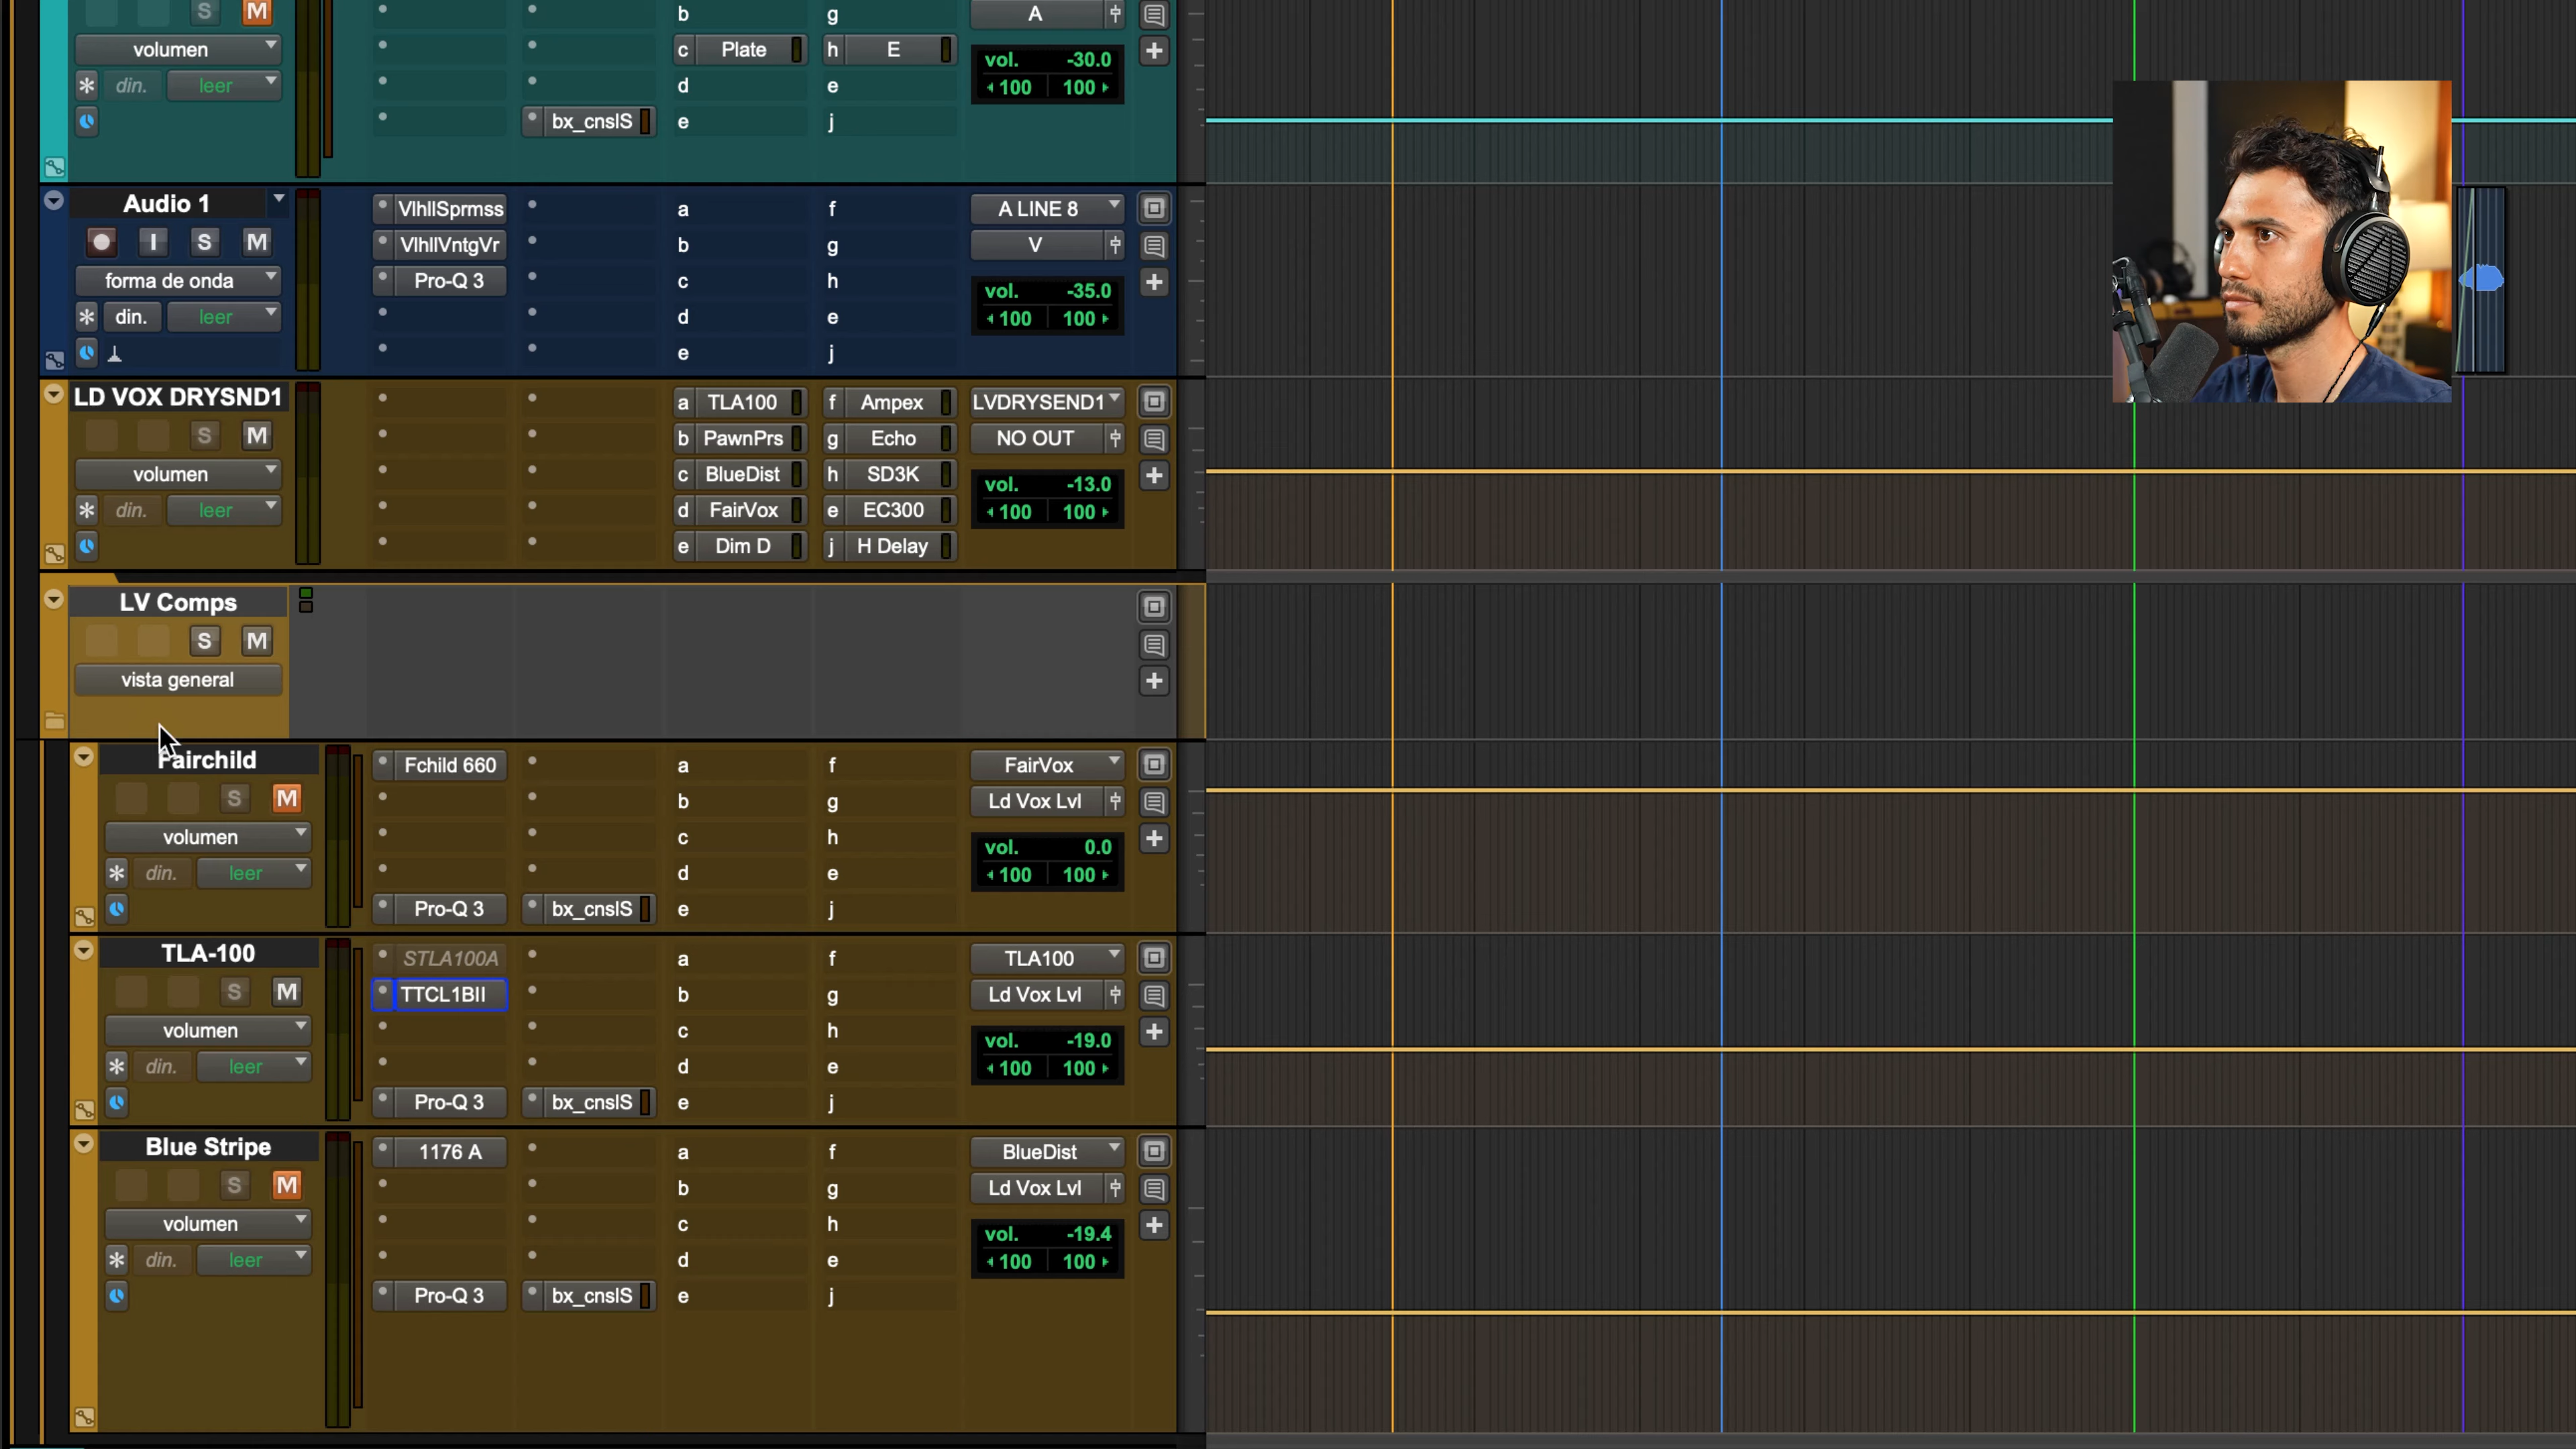 S M b g A
volumen c Plate h E vol. -30.0
din. leer d e 100 100
bx_cnslS e j
Audio 1 VlhllSprmss a f A LINE 8
I S M VlhllVntgVr b g V
forma de onda Pro-Q 3 c h vol. -35.0
din. leer d e 100 100
e j
LD VOX DRYSND1 a TLA100 f Ampex LVDRYSEND1
S M b PawnPrs g Echo NO OUT
volumen c BlueDist h SD3K vol. -13.0
din. leer d FairVox e EC300 100 100
e Dim D j H Delay
LV Comps
S M
vista general
Fairchild Fchild 660 a f FairVox
S M b g Ld Vox Lvl
volumen c h vol. 0.0
din. leer d e 100 100
Pro-Q 3 bx_cnslS e j
TLA-100 STLA100A a f TLA100
S M TTCL1BII b g Ld Vox Lvl
volumen c h vol. -19.0
din. leer d e 100 100
Pro-Q 3 bx_cnslS e j
Blue Stripe 1176 A a f BlueDist
S M b g Ld Vox Lvl
volumen c h vol. -19.4
din. leer d e 100 100
Pro-Q 3 bx_cnslS e j